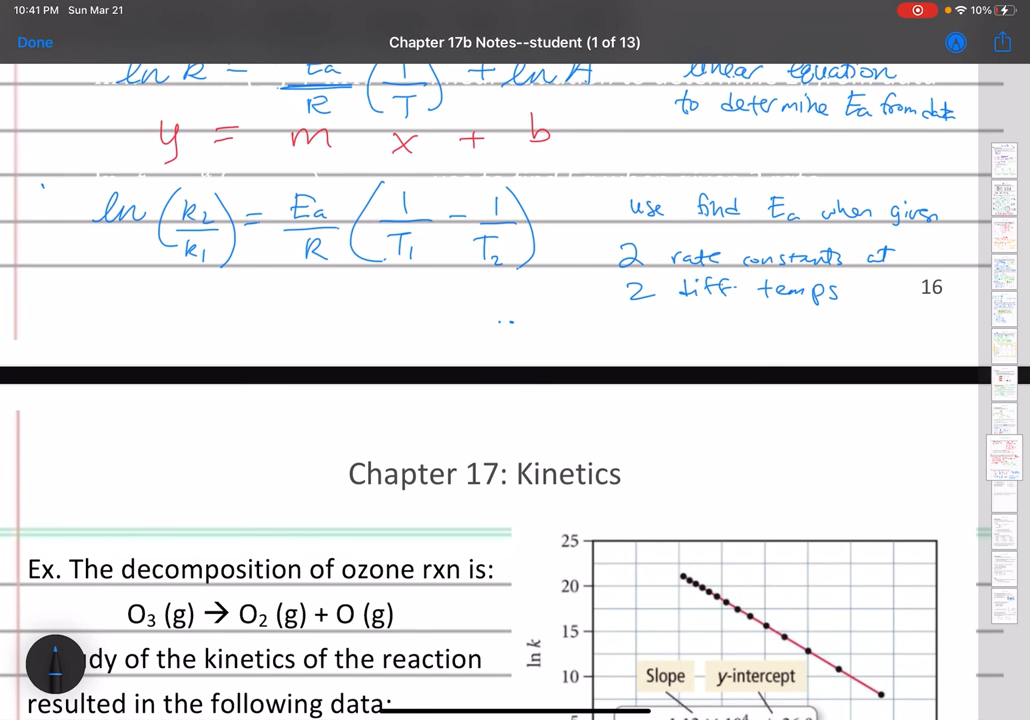 10:41 PM Sun Mar 21
10%
Done
Chapter 17b Notes--student (1 of 13)
ln k = Ea/R (1/T) + ln A
linear equation
to determine Ea from data
y = m x + b
ln (k2/k1) = Ea/R (1/T1 - 1/T2)
use find Ea when given
2 rate constants at
2 diff. temps
16
Chapter 17: Kinetics
Ex. The decomposition of ozone rxn is:
O3 (g) → O2 (g) + O (g)
dy of the kinetics of the reaction
resulted in the following data:
25
20
15
10
ln k
Slope
y-intercept